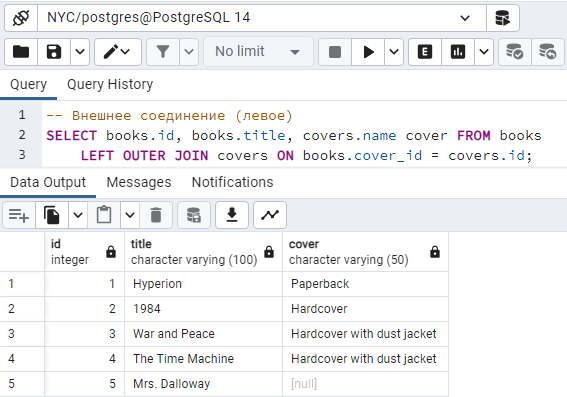 NYC/postgres@PostgreSQL 14
No limit
E
Query Query History
1 -- Внешнее соединение (левое)
2 SELECT books.id, books.title, covers.name cover FROM books
3 LEFT OUTER JOIN covers ON books.cover_id = covers.id;
Data Output Messages Notifications
id title cover
integer character varying (100) character varying (50)
1 1 Hyperion Paperback
2 2 1984 Hardcover
3 3 War and Peace Hardcover with dust jacket
4 4 The Time Machine Hardcover with dust jacket
5 5 Mrs. Dalloway [null]